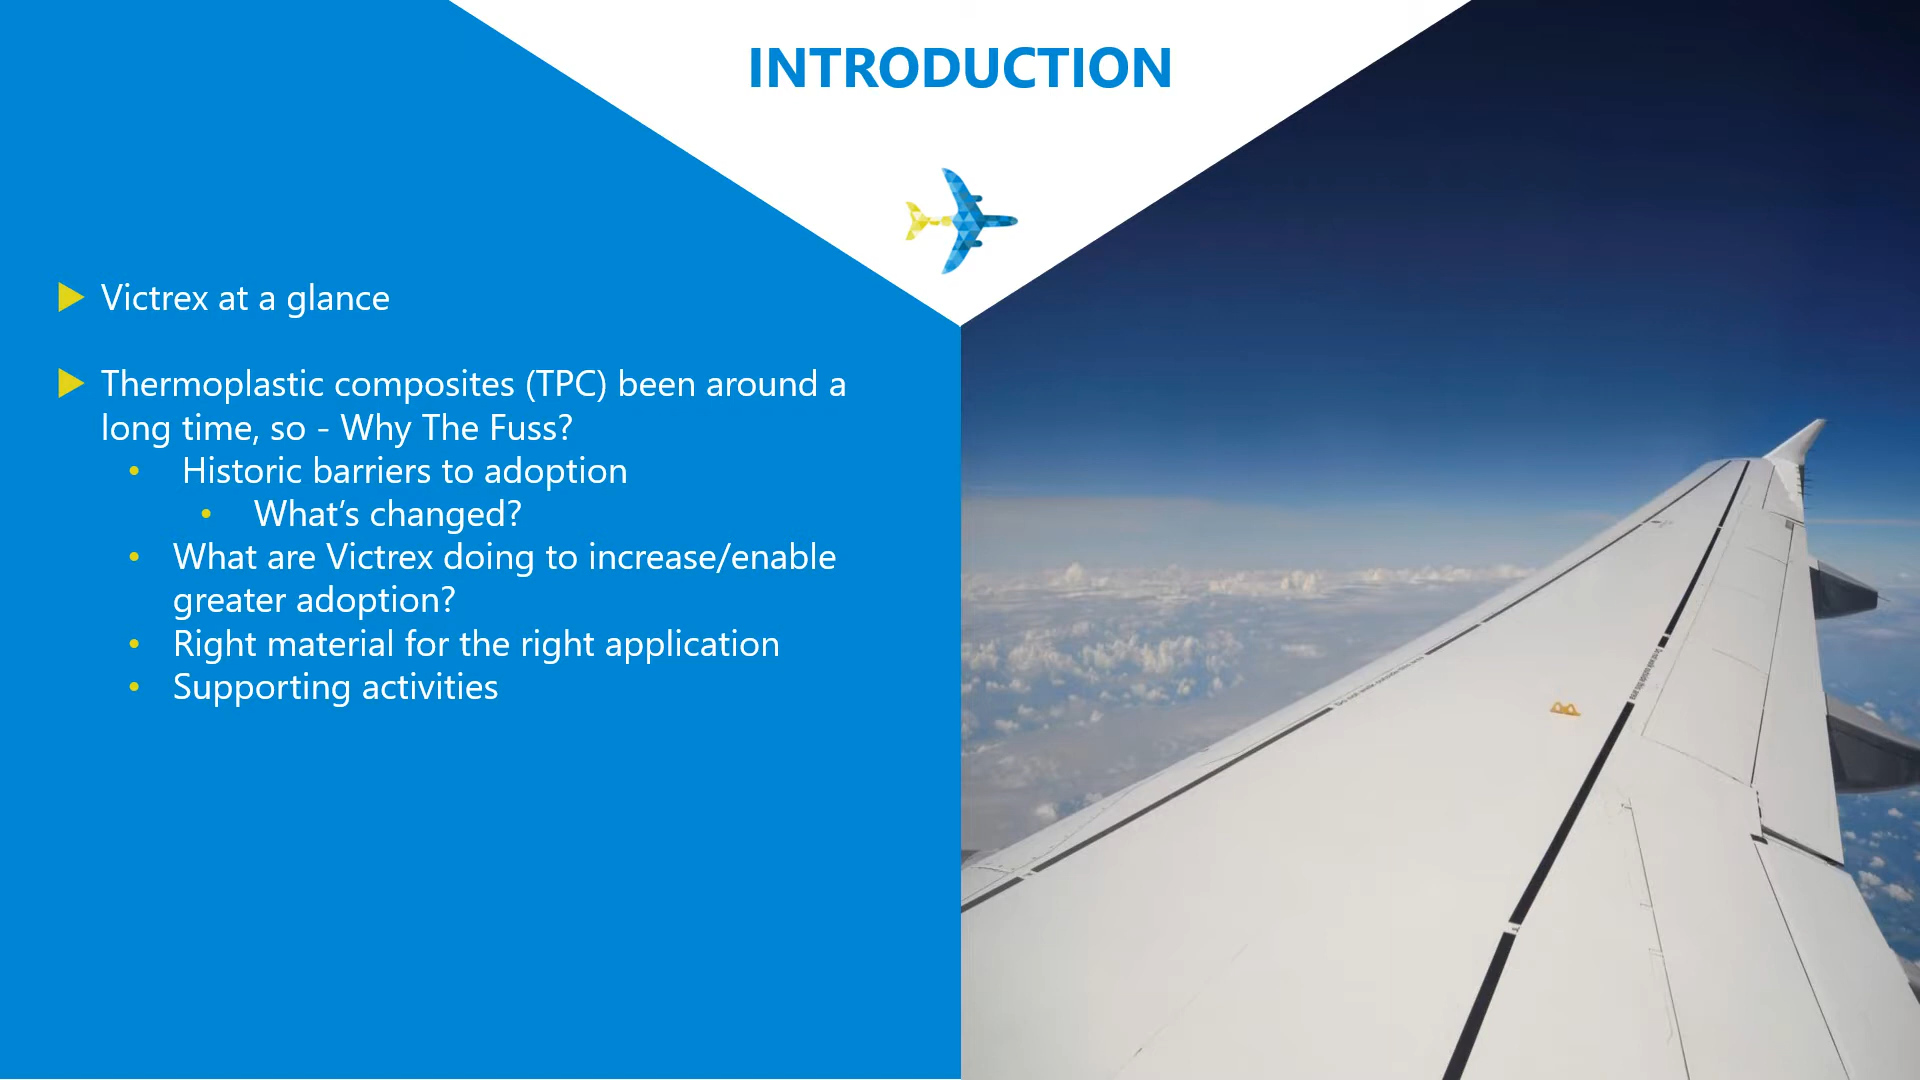 INTRODUCTION
Victrex at a glance
Thermoplastic composites (TPC) been around a
long time, so - Why The Fuss?
Historic barriers to adoption
What’s changed?
What are Victrex doing to increase/enable
greater adoption?
Right material for the right application
Supporting activities